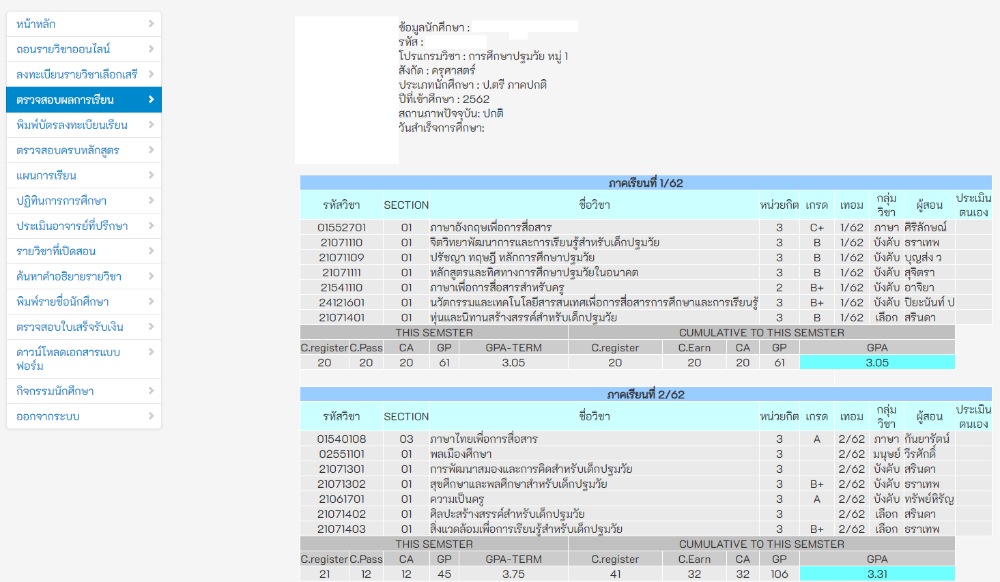 หน้าหลัก
ถอนรายวิชาออนไลน์
ลงทะเบียนรายวิชาเลือกเสรี
ตรวจสอบผลการเรียน
พิมพ์บัตรลงทะเบียนเรียน
ตรวจสอบครบหลักสูตร
แผนการเรียน
ปฏิทินการการศึกษา
ประเมินอาจารย์ที่ปรึกษา
รายวิชาที่เปิดสอน
ค้นหาคำอธิยายรายวิชา
พิมพ์รายชื่อนักศึกษา
ตรวจสอบใบเสร็จรับเงิน
ดาวน์โหลดเอกสารแบบ
ฟอร์ม
กิจกรรมนักศึกษา
ออกจากระบบ
ข้อมูลนักศึกษา :
รหัส :
โปรแกรมวิชา : การศึกษาปฐมวัย หมู่ 1
สังกัด : ครุศาสตร์
ประเภทนักศึกษา : ป.ตรี ภาคปกติ
ปีที่เข้าศึกษา : 2562
สถานภาพปัจจุบัน: ปกติ
วันสำเร็จการศึกษา:
ภาคเรียนที่ 1/62
รหัสวิชา SECTION ชื่อวิชา หน่วยกิต เกรด เทอม กลุ่มวิชา ผู้สอน ประเมินตนเอง
01552701 01 ภาษาอังกฤษเพื่อการสื่อสาร 3 C+ 1/62 ภาษา ศิริลักษณ์
21071110 01 จิตวิทยาพัฒนาการและการเรียนรู้สำหรับเด็กปฐมวัย 3 B 1/62 บังคับ ธราเทพ
21071109 01 ปรัชญา ทฤษฎี หลักการศึกษาปฐมวัย 3 B 1/62 บังคับ บุญส่ง ว
21071111 01 หลักสูตรและทิศทางการศึกษาปฐมวัยในอนาคต 3 B 1/62 บังคับ สุจิตรา
21541110 01 ภาษาเพื่อการสื่อสารสำหรับครู 2 B+ 1/62 บังคับ อาจิยา
24121601 01 นวัตกรรมและเทคโนโลยีสารสนเทศเพื่อการสื่อสารการศึกษาและการเรียนรู้ 3 B+ 1/62 บังคับ ปิยะนันท์ ป
21071401 01 หุ่นและนิทานสร้างสรรค์สำหรับเด็กปฐมวัย 3 B 1/62 เลือก สรินดา
THIS SEMSTER CUMULATIVE TO THIS SEMSTER
C.register C.Pass CA GP GPA-TERM C.register C.Earn CA GP GPA
20 20 20 61 3.05 20 20 20 61 3.05
ภาคเรียนที่ 2/62
รหัสวิชา SECTION ชื่อวิชา หน่วยกิต เกรด เทอม กลุ่มวิชา ผู้สอน ประเมินตนเอง
01540108 03 ภาษาไทยเพื่อการสื่อสาร 3 A 2/62 ภาษา กันยารัตน์
02551101 01 พลเมืองศึกษา 3 2/62 มนุษย์ วีรศักดิ์
21071301 01 การพัฒนาสมองและการคิดสำหรับเด็กปฐมวัย 3 2/62 บังคับ สรินดา
21071302 01 สุขศึกษาและพลศึกษาสำหรับเด็กปฐมวัย 3 B+ 2/62 บังคับ ธราเทพ
21061701 01 ความเป็นครู 3 A 2/62 บังคับ ทรัพย์หิรัญ
21071402 01 ศิลปะสร้างสรรค์สำหรับเด็กปฐมวัย 3 2/62 เลือก สรินดา
21071403 01 สิ่งแวดล้อมเพื่อการเรียนรู้สำหรับเด็กปฐมวัย 3 B+ 2/62 เลือก ธราเทพ
THIS SEMSTER CUMULATIVE TO THIS SEMSTER
C.register C.Pass CA GP GPA-TERM C.register C.Earn CA GP GPA
21 12 12 45 3.75 41 32 32 106 3.31